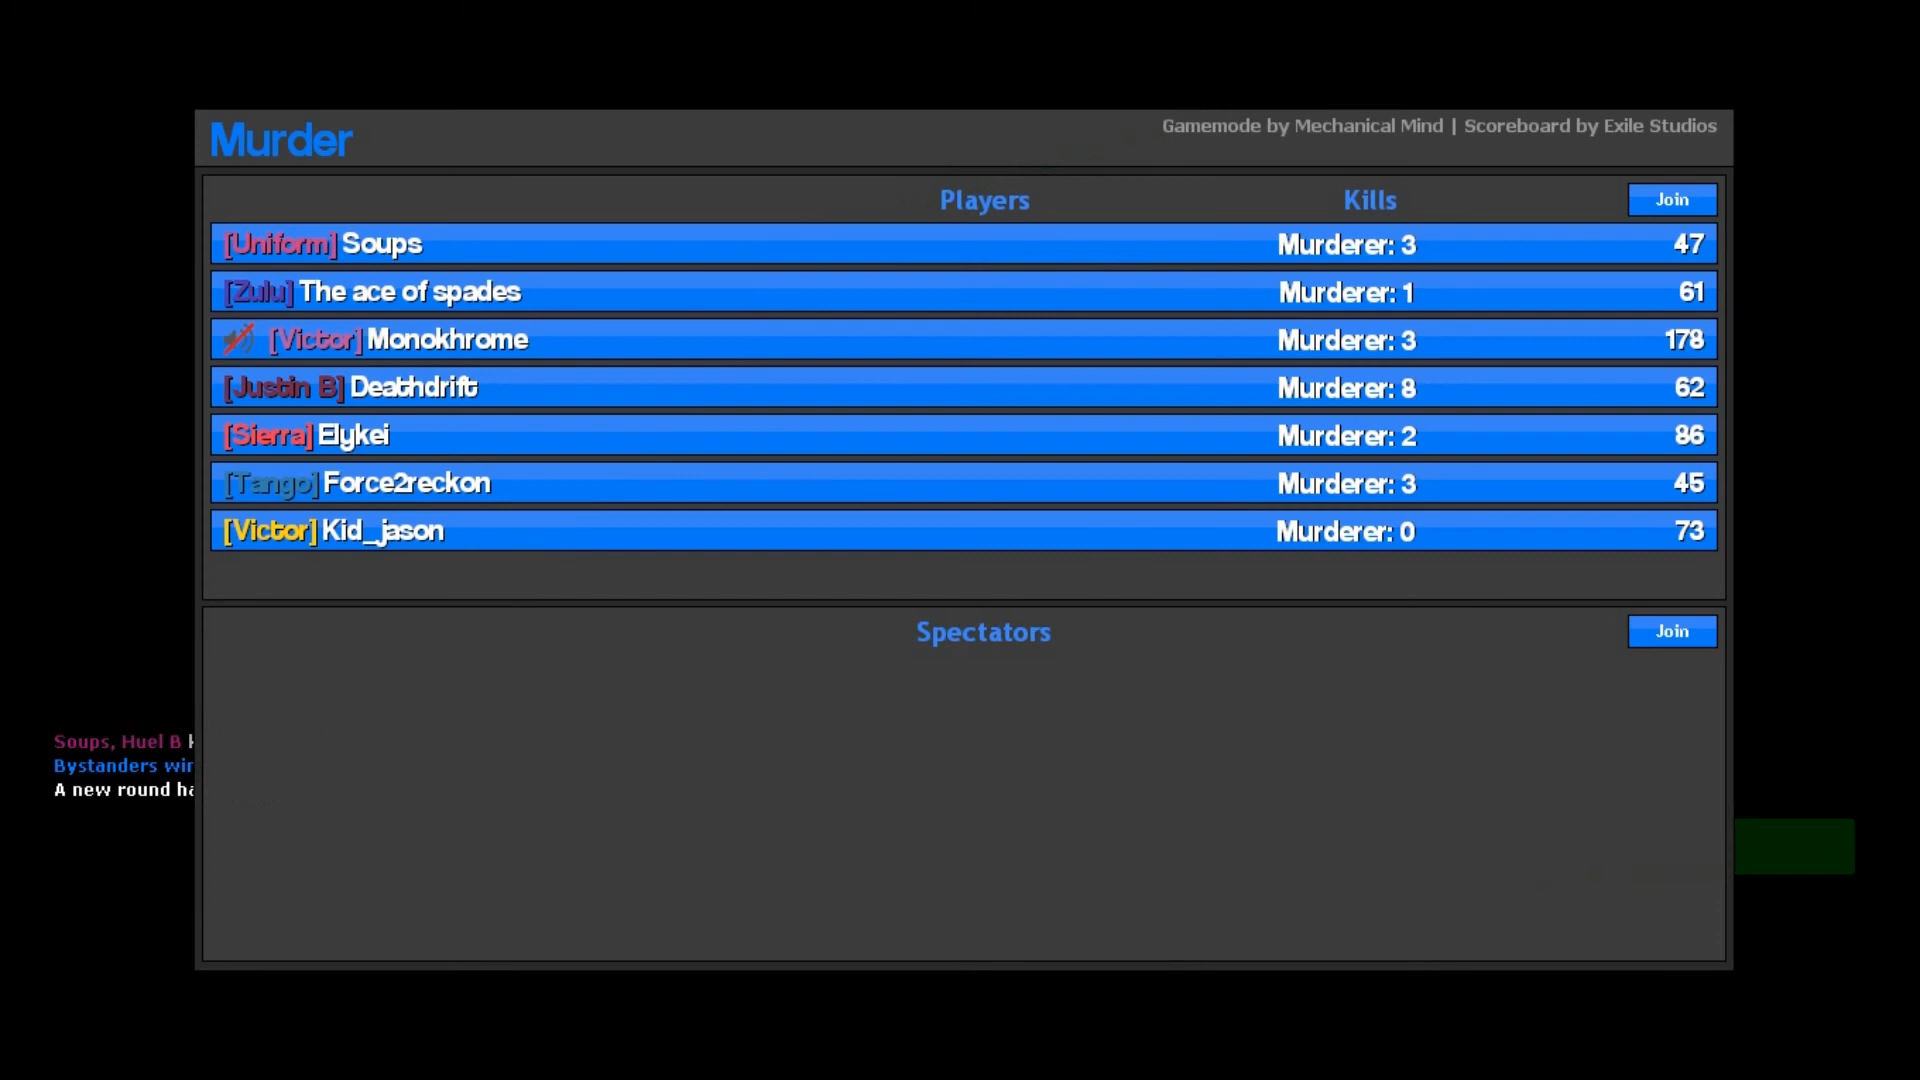 Murder
Gamemode by Mechanical Mind | Scoreboard by Exile Studios
Players Kills Join
[Uniform] Soups Murderer: 3 47
[Zulu] The ace of spades Murderer: 1 61
[Victor] Monokhrome Murderer: 3 178
[Justin B] Deathdrift Murderer: 8 62
[Sierra] Elykei Murderer: 2 86
[Tango] Force2reckon Murderer: 3 45
[Victor] Kid_jason Murderer: 0 73
Spectators Join
Soups, Huel B
Bystanders
A new round